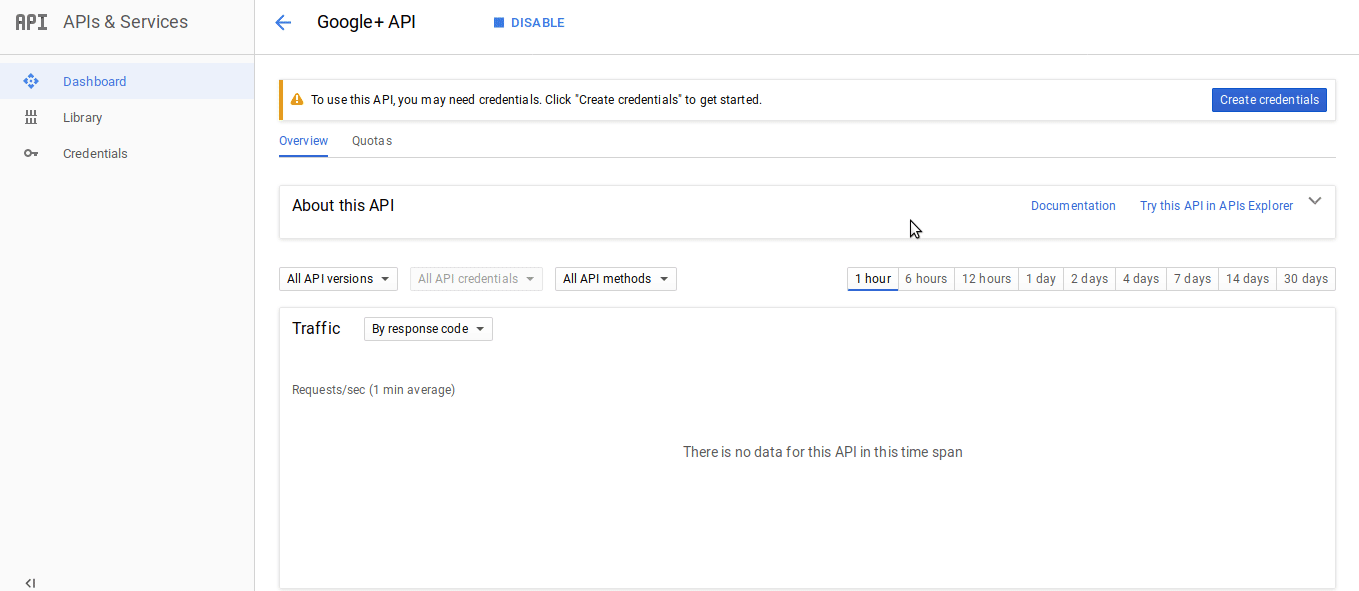 API APIs & Services
Google+ API
DISABLE
Dashboard
Library
Credentials
To use this API, you may need credentials. Click "Create credentials" to get started.
Create credentials
Overview
Quotas
About this API
Documentation
Try this API in APIs Explorer
All API versions
All API credentials
All API methods
1 hour
6 hours
12 hours
1 day
2 days
4 days
7 days
14 days
30 days
Traffic
By response code
Requests/sec (1 min average)
There is no data for this API in this time span